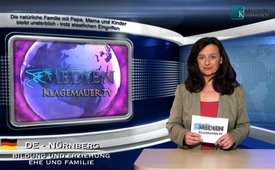 Die natürliche Familie mit Papa, Mama und Kinder
bleibt unsterblich - trotz staatlichen Eingriffen
MEDIEN
KLAGEMAUER.TV
MEDIEN
DE - NÜRNBERG
BILDUNG UND ERZIEHUNG
EHE UND FAMILIE